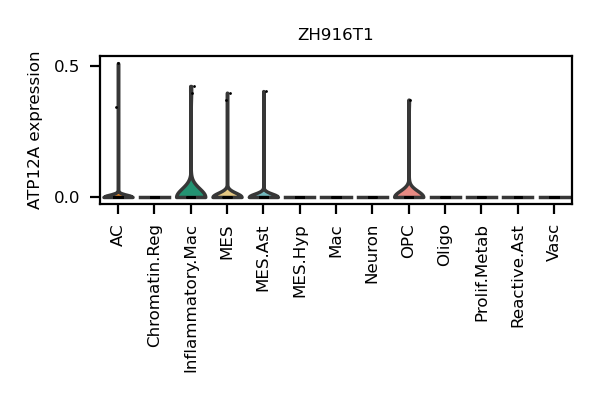 ZH916T1
ATP12A expression
0.5
0.0
AC
Chromatin.Reg
Inflammatory.Mac
MES
MES.Ast
MES.Hyp
Mac
Neuron
OPC
Oligo
Prolif.Metab
Reactive.Ast
Vasc